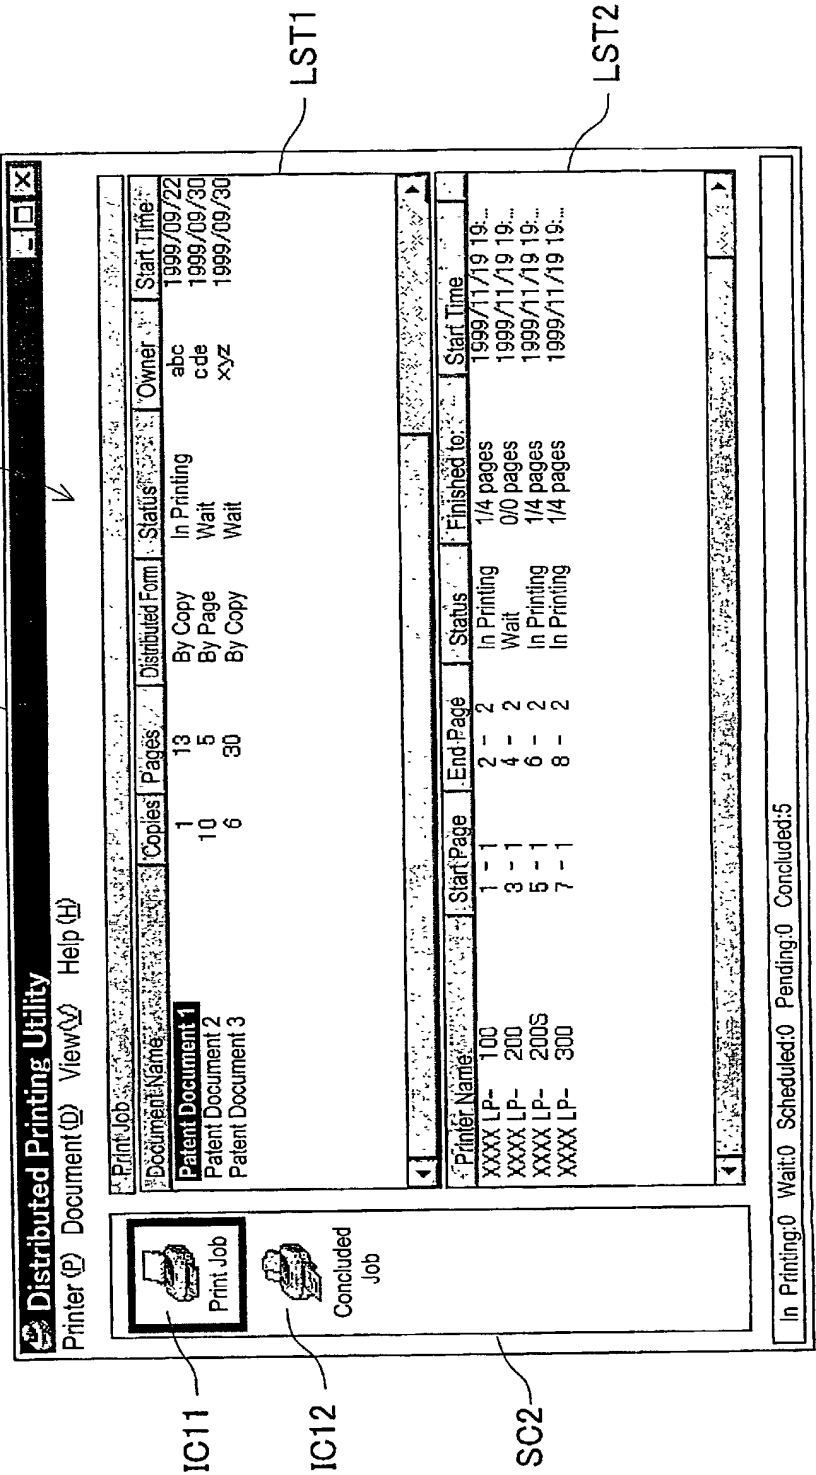 Distributed Printing Utility
Printer (P) Document (D) View (V) Help (H)
IC11
Print Job
IC12
Concluded
Job
SC2
Print Job
Document Name Copies Pages Distributed Form Status Owner Start Time
Patent Document 1 1 13 By Copy In Printing abc 1999/09/22
Patent Document 2 10 5 By Page Wait cde 1999/09/30
Patent Document 3 6 30 By Copy Wait xyz 1999/09/30
LST1
Printer Name Start Page End Page Status Finished to: Start Time
XXXX LP- 100 1 - 1 2 - 2 In Printing 1/4 pages 1999/11/19 19:...
XXXX LP- 200 3 - 1 4 - 2 Wait 0/0 pages 1999/11/19 19:...
XXXX LP- 200S 5 - 1 6 - 2 In Printing 1/4 pages 1999/11/19 19:...
XXXX LP- 300 7 - 1 8 - 2 In Printing 1/4 pages 1999/11/19 19:...
LST2
In Printing:0 Wait:0 Scheduled:0 Pending:0 Concluded:5